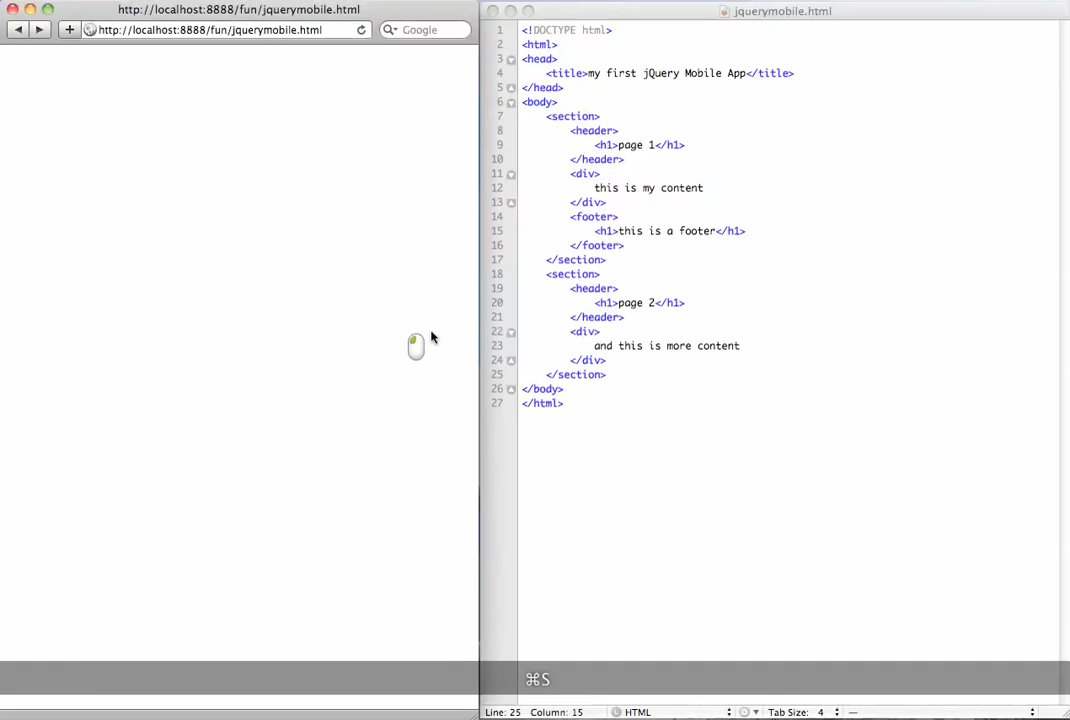 http://localhost:8888/fun/jquerymobile.html
http://localhost:8888/fun/jquerymobile.html
Google
jquerymobile.html
1 <!DOCTYPE html>
2 <html>
3 <head>
4 <title>my first jQuery Mobile App</title>
5 </head>
6 <body>
7 <section>
8 <header>
9 <h1>page 1</h1>
10 </header>
11 <div>
12 this is my content
13 </div>
14 <footer>
15 <h1>this is a footer</h1>
16 </footer>
17 </section>
18 <section>
19 <header>
20 <h1>page 2</h1>
21 </header>
22 <div>
23 and this is more content
24 </div>
25 </section>
26 </body>
27 </html>
⌘S
Line: 25 Column: 15 L HTML Tab Size: 4 —